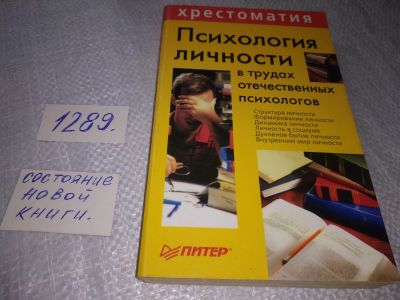 хрестоматия
Психология
личности
в трудах
отечественных
психологов
Структура личности
Формирование личности
Динамика личности
Личность в социуме
Духовное бытие личности
Внутренний мир личности
ПИТЕР®
1289.
состояние
новой
книги.